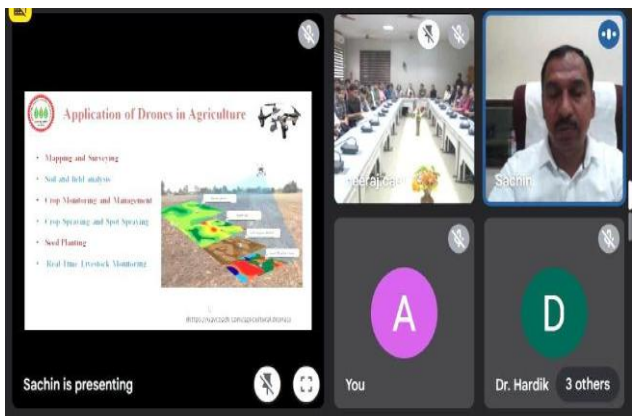 Application of Drones in Agriculture
• Mapping and Surveying
• Soil and field analysis
• Crop Monitoring and Management
• Crop Spraying and Spot Spraying
• Seed Planting
• Real Time Livestock Monitoring
Sachin is presenting
Sachin
A
You
D
Dr. Hardik
3 others